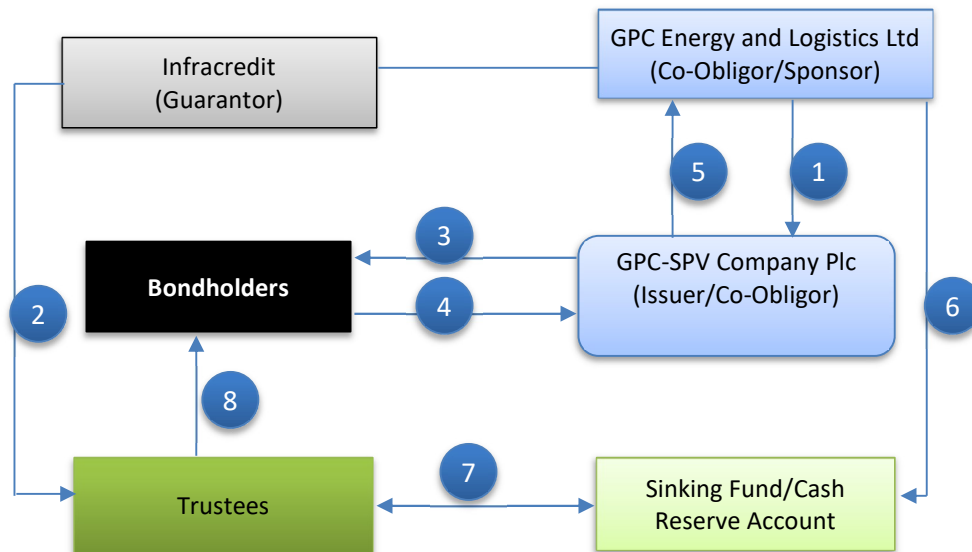 Infracredit
(Guarantor)
GPC Energy and Logistics Ltd
(Co-Obligor/Sponsor)
5
1
3
Bondholders
4
GPC-SPV Company Plc
(Issuer/Co-Obligor)
2
6
8
7
Trustees
Sinking Fund/Cash
Reserve Account